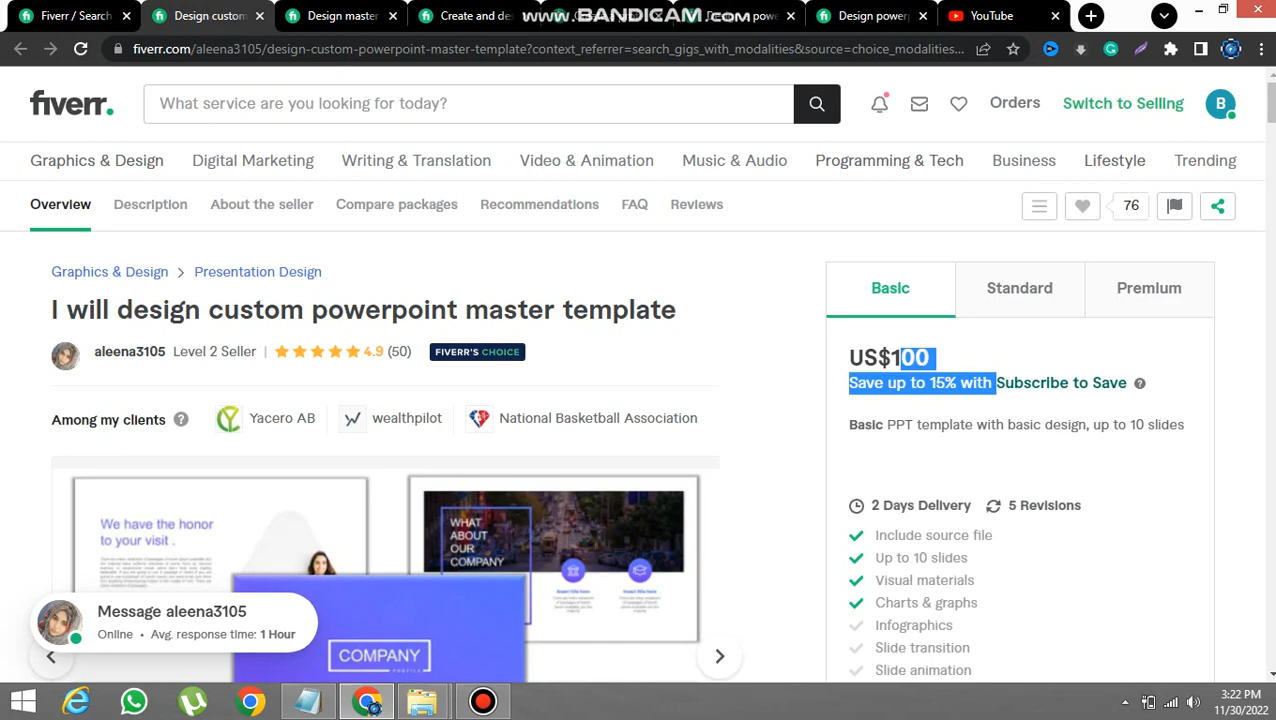 Fiverr / Search
Design custom
Design mast
C
e and de
www.BANDICAM.com
Design powerp
YouTube
fiverr.com/aleena3105/design-custom-powerpoint-master-template?context_referrer=search_gigs_with_modalities&source=choice_modalities...
fiverr.
What service are you looking for today?
Orders
Switch to Selling
B
Graphics & Design
Digital Marketing
Writing & Translation
Video & Animation
Music & Audio
Programming & Tech
Business
Lifestyle
Trending
Overview
Description
About the seller
Compare packages
Recommendations
FAQ
Reviews
76
Graphics & Design
Presentation Design
I will design custom powerpoint master template
aleena3105 Level 2 Seller | 4.9 (50) FIVERR'S CHOICE
Among my clients ?
Yacero AB
wealthpilot
National Basketball Association
We have the honor
to your visit .
WHAT
ABOUT
OUR
COMPANY
COMPANY
Message aleena3105
Online • Avg. response time: 1 Hour
Basic
Standard
Premium
US$100
Save up to 15% with Subscribe to Save ?
Basic PPT template with basic design, up to 10 slides
2 Days Delivery
5 Revisions
Include source file
Up to 10 slides
Visual materials
Charts & graphs
Infographics
Slide transition
Slide animation
3:22 PM
11/30/2022